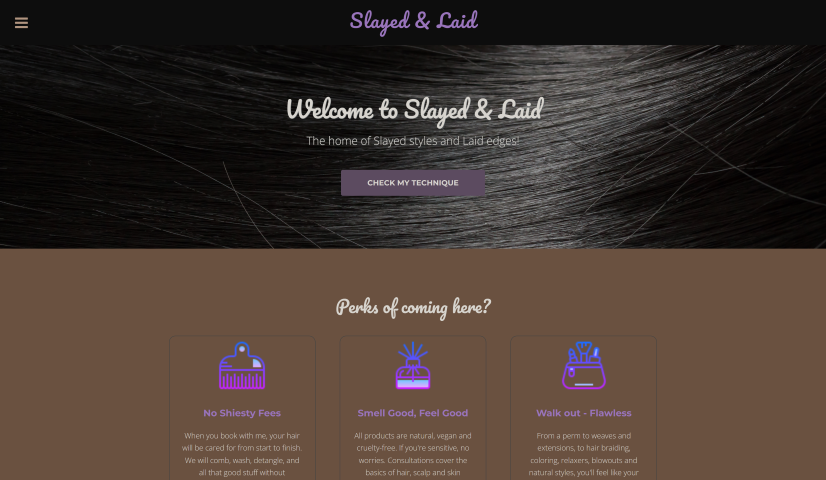 Slayed & Laid
Welcome to Slayed & Laid
The home of Slayed styles and Laid edges!
CHECK MY TECHNIQUE
Perks of coming here?
No Shiesty Fees
When you book with me, your hair
will be cared for from start to finish.
We will comb, wash, detangle, and
all that good stuff without
Smell Good, Feel Good
All products are natural, vegan and
cruelty-free. If you're sensitive, no
worries. Consultations cover the
basics of hair, scalp and skin
Walk out - Flawless
From a perm to weaves and
extensions, to hair braiding,
coloring, relaxers, blowouts and
natural styles, you'll feel like your